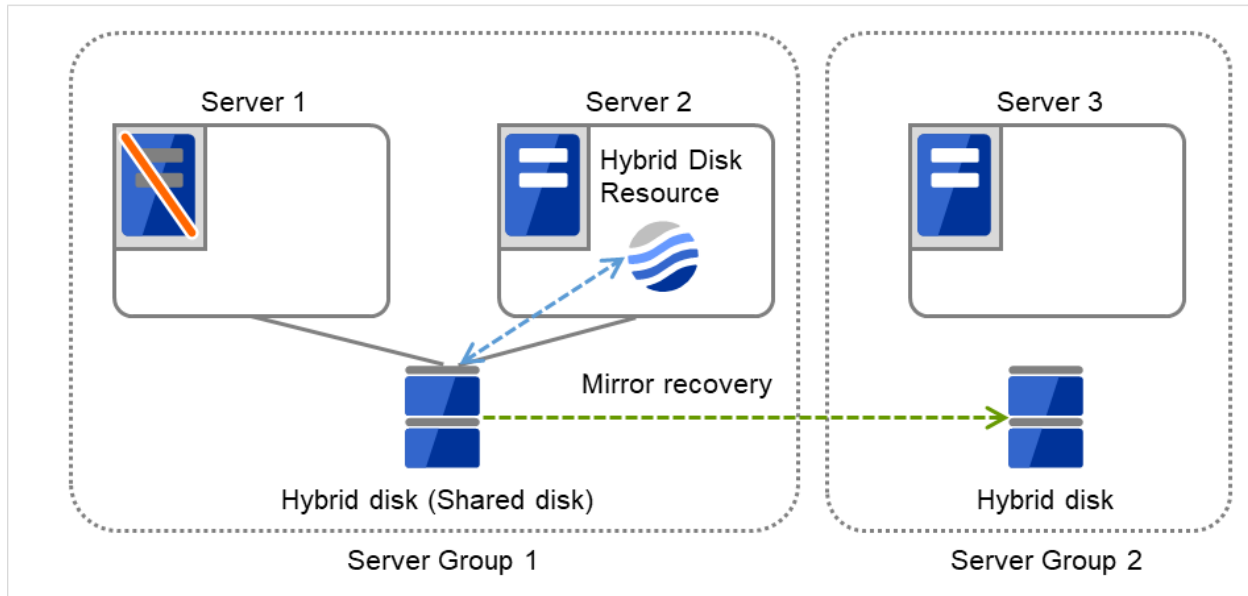 Server 1
Server 2
Server 3
Hybrid Disk
Resource
Mirror recovery
Hybrid disk (Shared disk)
Hybrid disk
Server Group 1
Server Group 2